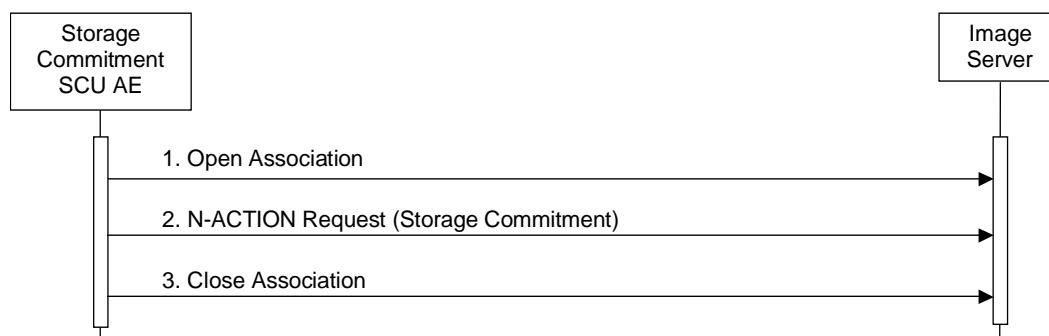 Storage
Commitment
SCU AE
Image
Server
1. Open Association
2. N-ACTION Request (Storage Commitment)
3. Close Association